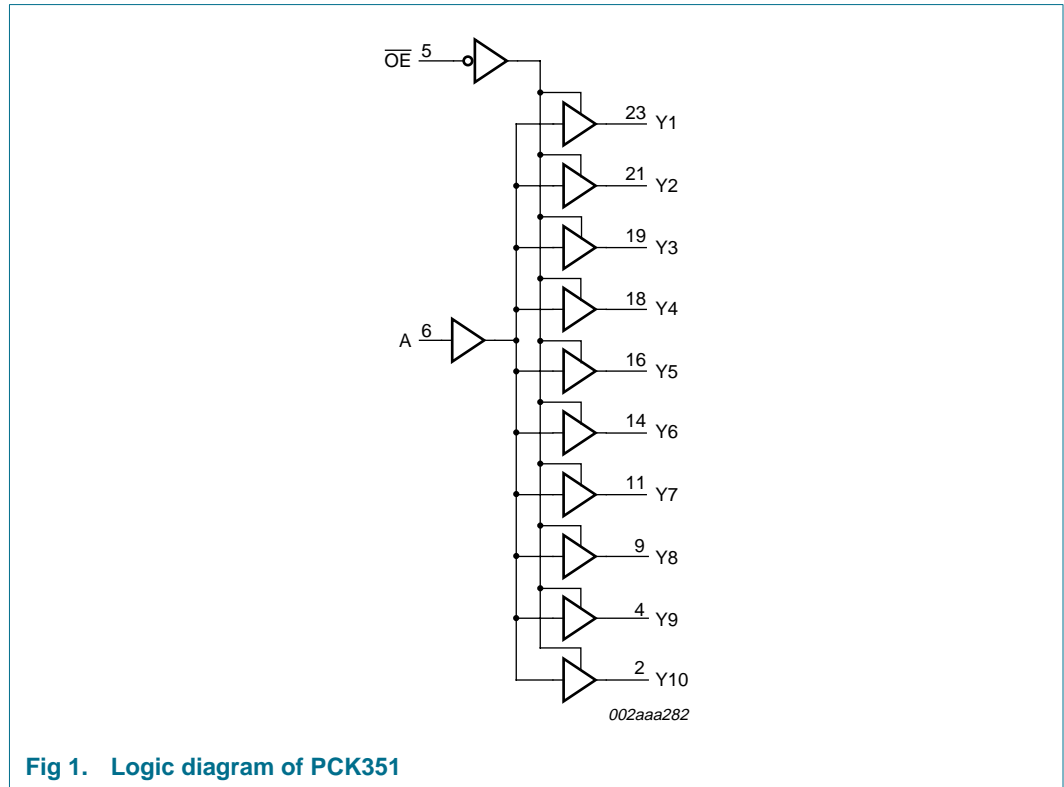 OE 5
23 Y1
21 Y2
19 Y3
18 Y4
A 6
16 Y5
14 Y6
11 Y7
9 Y8
4 Y9
2 Y10
002aaa282
Fig 1. Logic diagram of PCK351